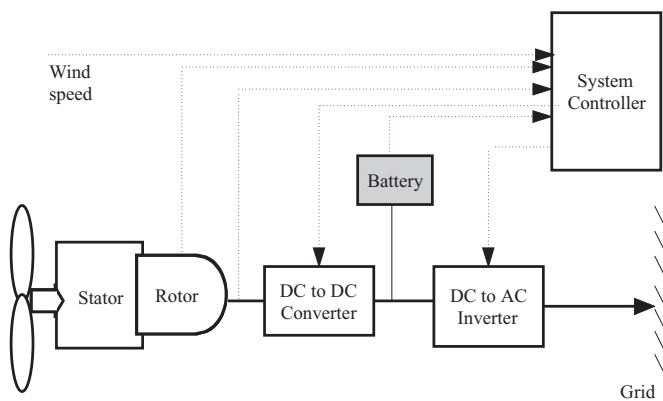 Wind
speed
System
Controller
Battery
Stator
Rotor
DC to DC
Converter
DC to AC
Inverter
Grid